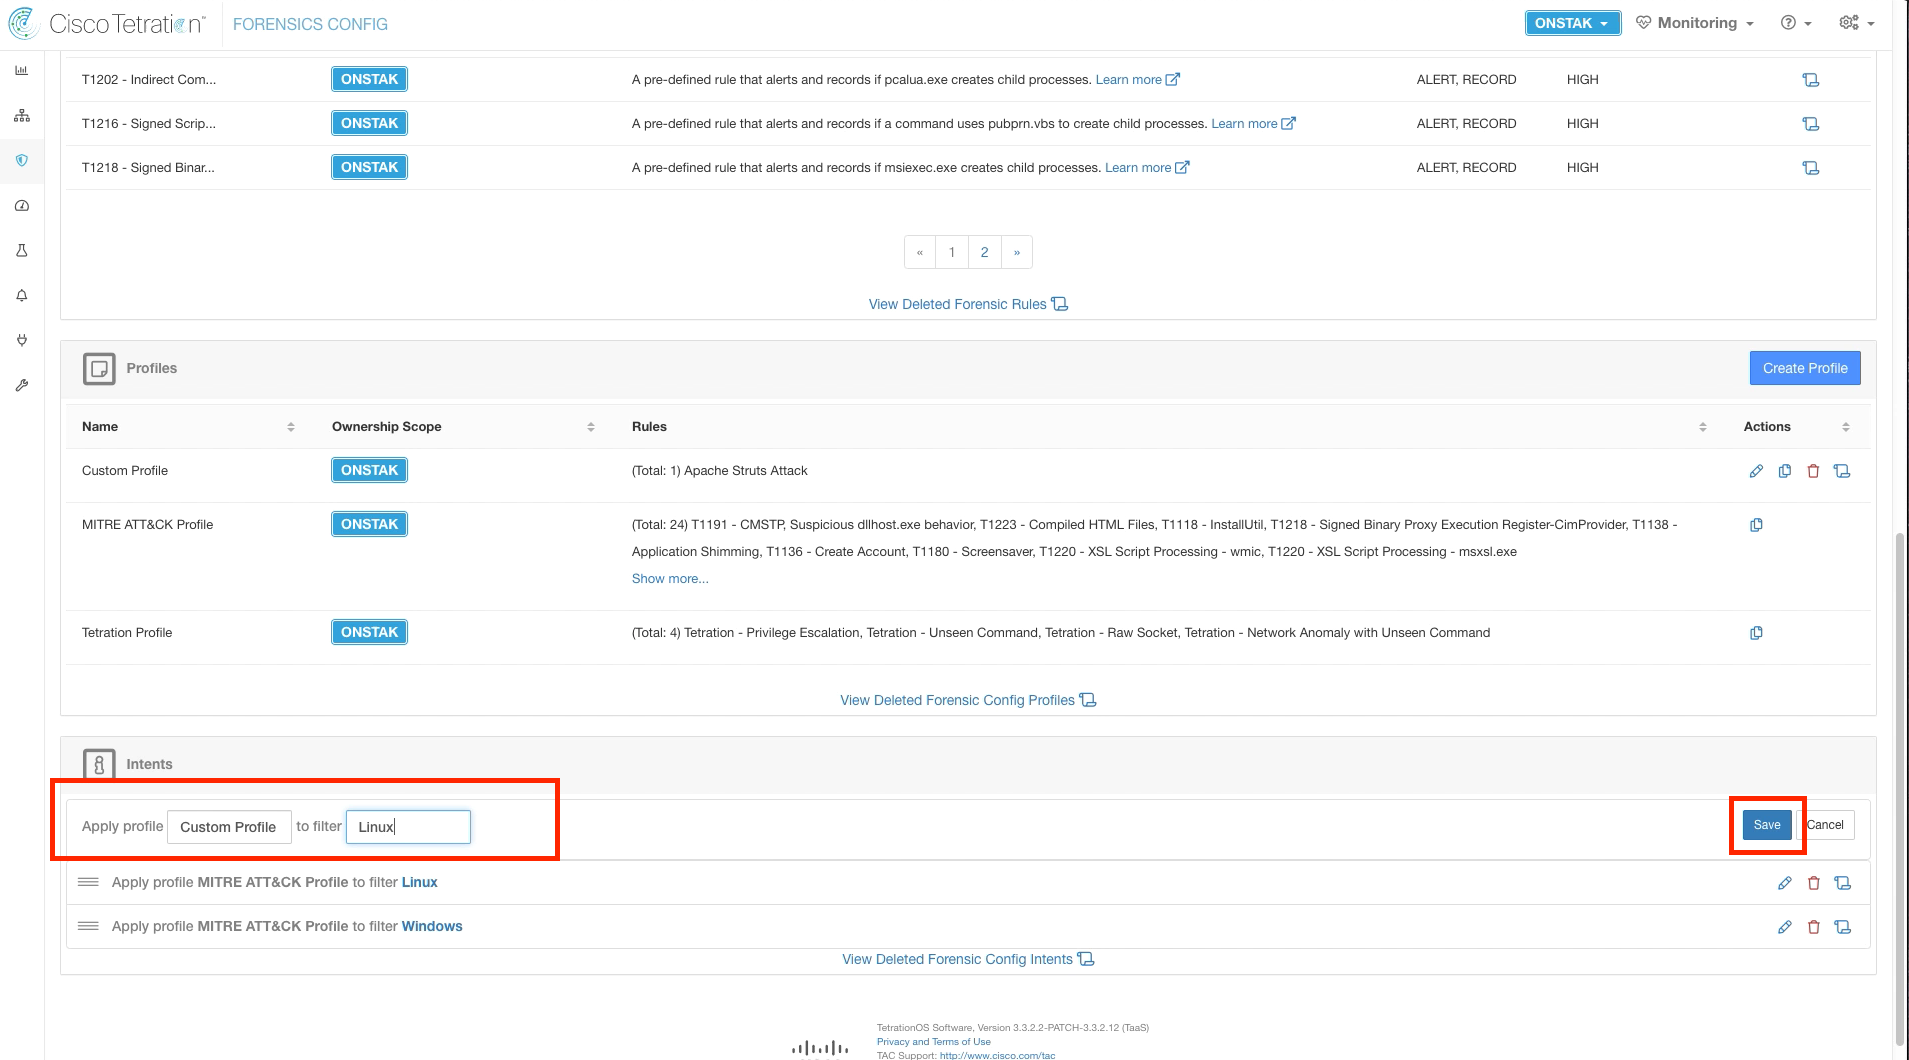 Cisco Tetration™ FORENSICS CONFIG ONSTAK Monitoring
T1202 - Indirect Com... ONSTAK A pre-defined rule that alerts and records if pcalua.exe creates child processes. Learn more ALERT, RECORD HIGH
T1216 - Signed Scrip... ONSTAK A pre-defined rule that alerts and records if a command uses pubprn.vbs to create child processes. Learn more ALERT, RECORD HIGH
T1218 - Signed Binar... ONSTAK A pre-defined rule that alerts and records if msiexec.exe creates child processes. Learn more ALERT, RECORD HIGH
« 1 2 »
View Deleted Forensic Rules
Profiles Create Profile
Name Ownership Scope Rules Actions
Custom Profile ONSTAK (Total: 1) Apache Struts Attack
MITRE ATT&CK Profile ONSTAK (Total: 24) T1191 - CMSTP, Suspicious dllhost.exe behavior, T1223 - Compiled HTML Files, T1118 - InstallUtil, T1218 - Signed Binary Proxy Execution Register-CimProvider, T1138 -
Application Shimming, T1136 - Create Account, T1180 - Screensaver, T1220 - XSL Script Processing - wmic, T1220 - XSL Script Processing - msxsl.exe
Show more...
Tetration Profile ONSTAK (Total: 4) Tetration - Privilege Escalation, Tetration - Unseen Command, Tetration - Raw Socket, Tetration - Network Anomaly with Unseen Command
View Deleted Forensic Config Profiles
Intents
Apply profile Custom Profile to filter Linux Save Cancel
Apply profile MITRE ATT&CK Profile to filter Linux
Apply profile MITRE ATT&CK Profile to filter Windows
View Deleted Forensic Config Intents
TetrationOS Software, Version 3.3.2.2-PATCH-3.3.2.12 (TaaS)
Privacy and Terms of Use
TAC Support: http://www.cisco.com/tac